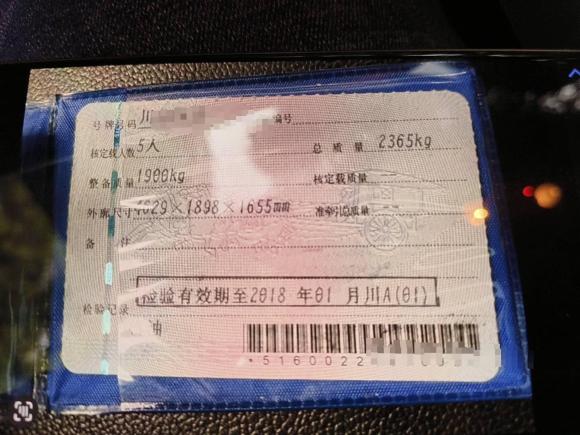 号牌号码 川 编号
核定载人数 5人 总质量 2365kg
整备质量 1900kg 核定载质量
外廓尺寸 4629×1898×1655mm 准牵引总质量
备注
检验记录 检验有效期至2018年01月川A(01)
油
*5160022